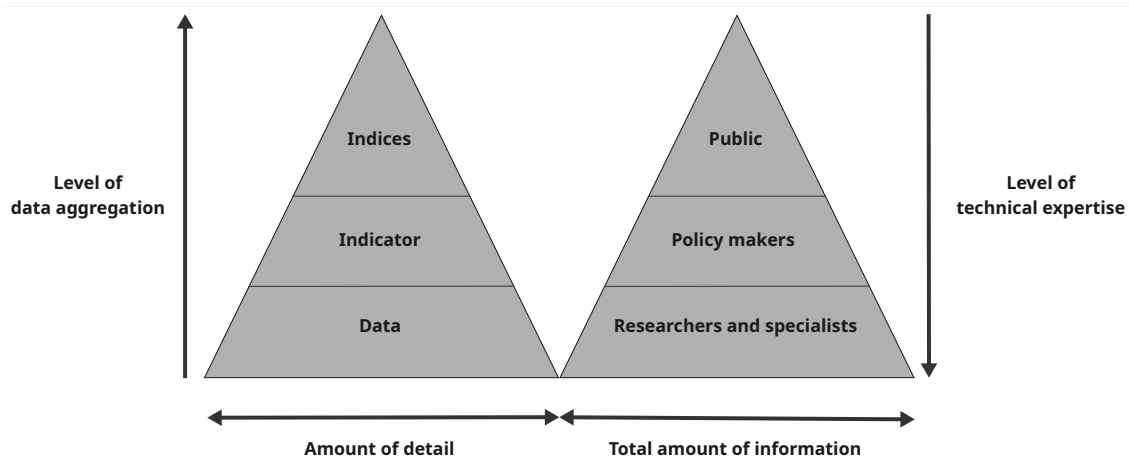 Indices
Public
Level of
data aggregation
Level of
technical expertise
Indicator
Policy makers
Data
Researchers and specialists
Amount of detail
Total amount of information